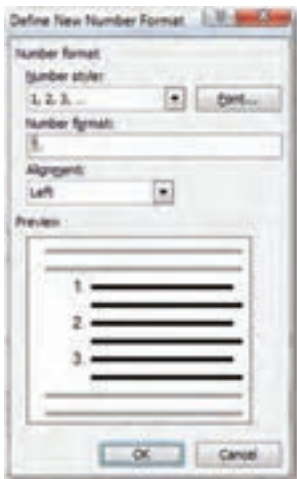 Define New Number Format
Number format
Number style:
1, 2, 3, ...
Font...
Number format:
Alignment:
Left
Preview
1.
2.
3.
OK
Cancel